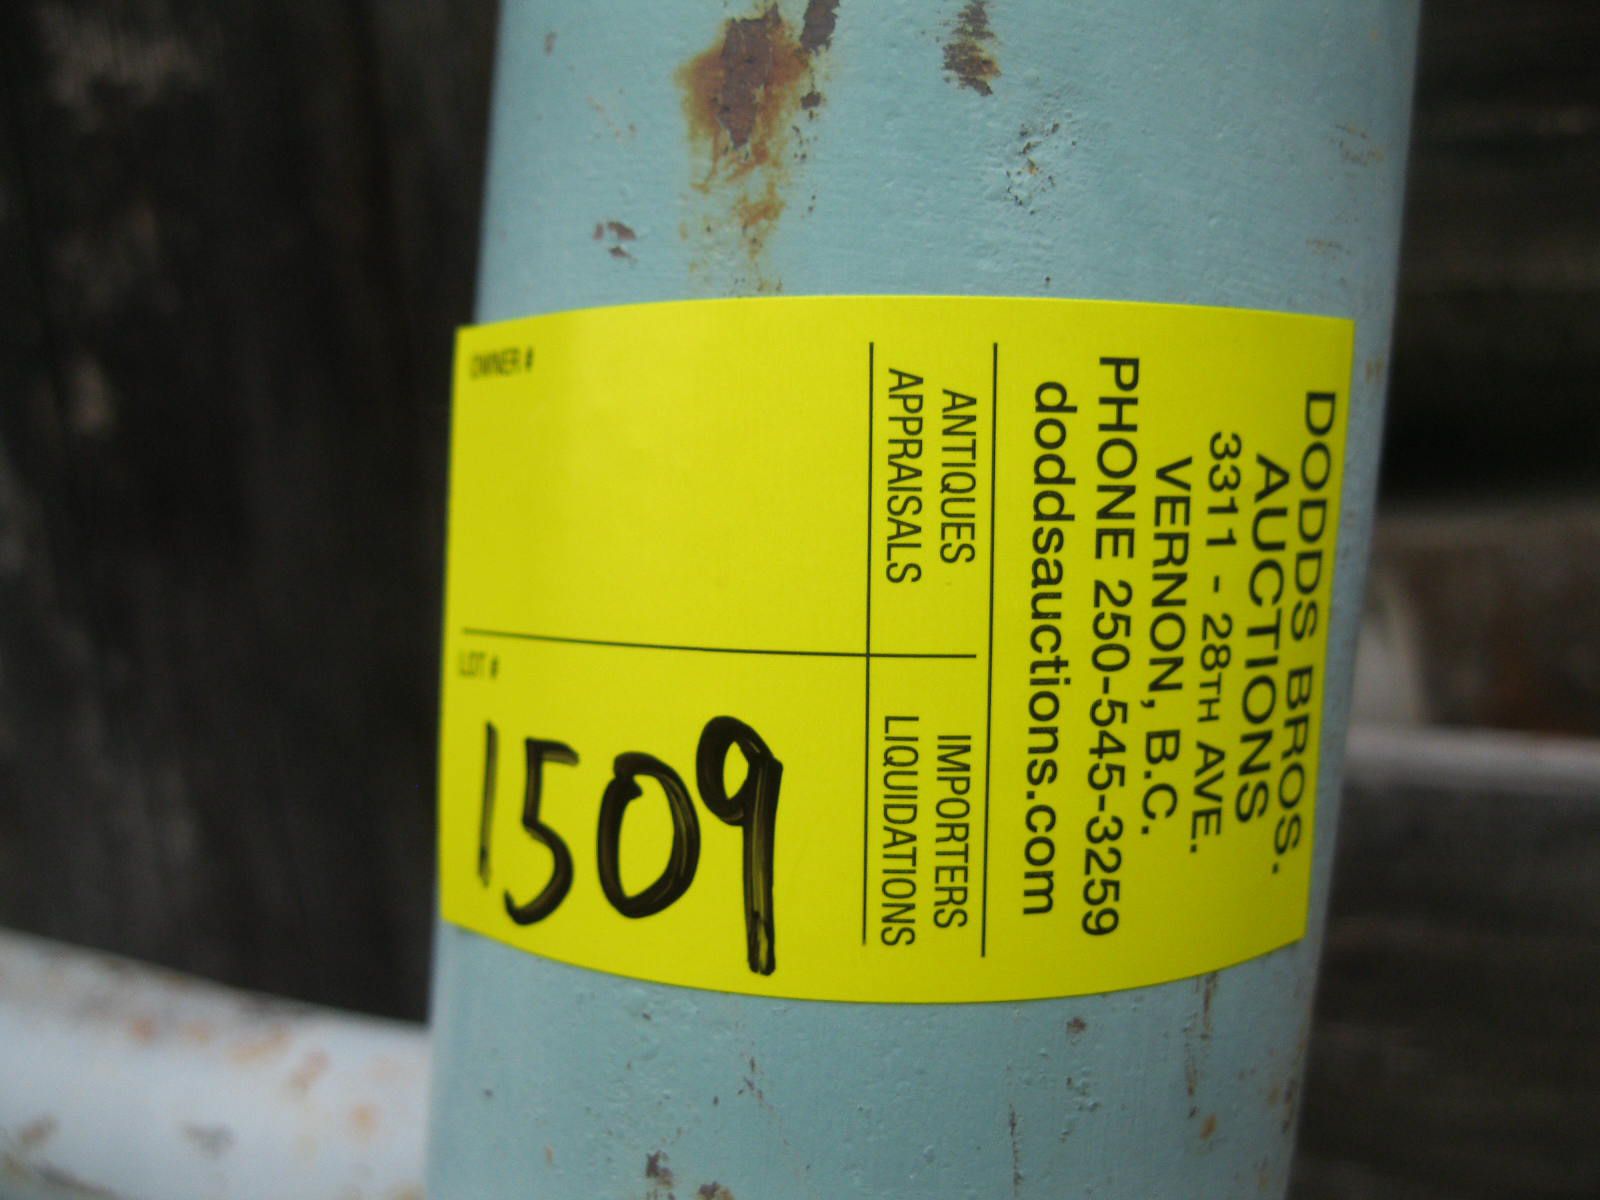 DODDS BROS.
AUCTIONS
3311 - 28TH AVE.
VERNON, B.C.
PHONE 250-545-3259
doddsauctions.com
ANTIQUES
APPRAISALS
IMPORTERS
LIQUIDATIONS
OWNER #
LOT #
1509